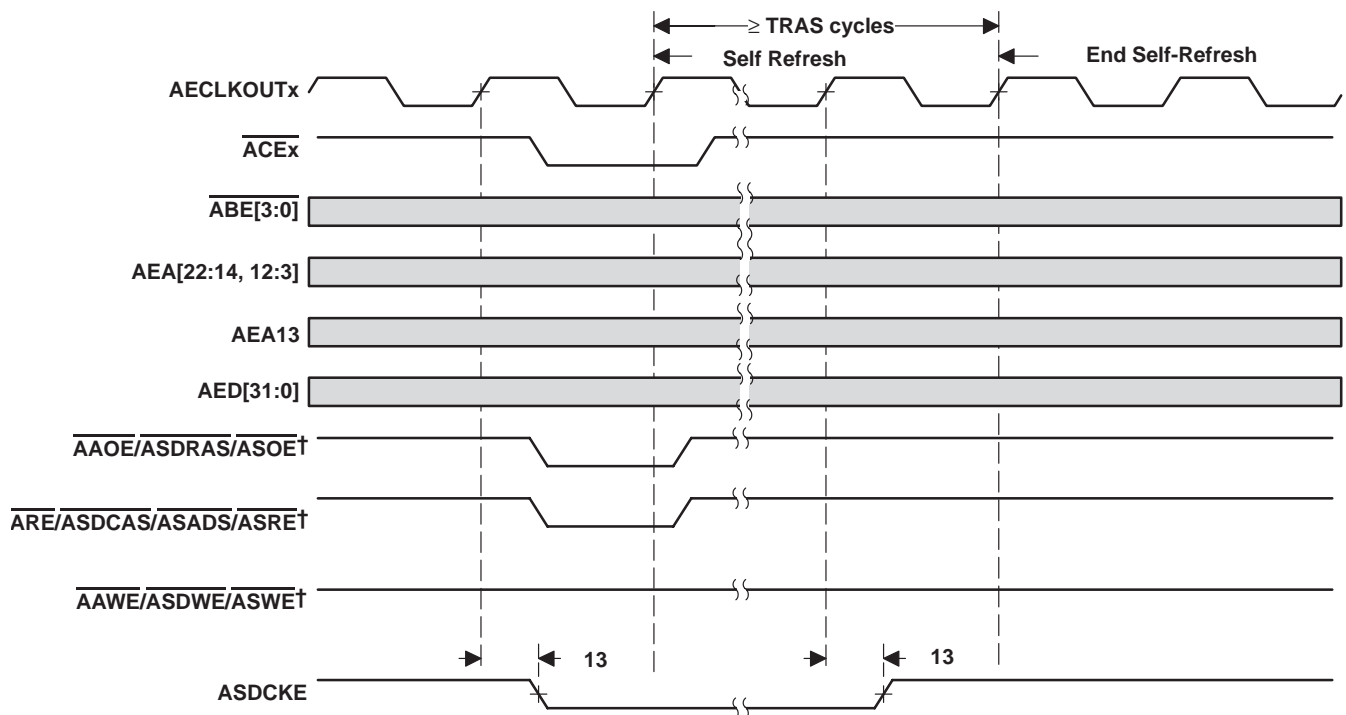 ≥ TRAS cycles
Self Refresh
End Self-Refresh
AECLKOUTx
ACEx
ABE[3:0]
AEA[22:14, 12:3]
AEA13
AED[31:0]
AAOE/ASDRAS/ASOE†
ARE/ASDCAS/ASADS/ASRE†
AAWE/ASDWE/ASWE†
13
13
ASDCKE